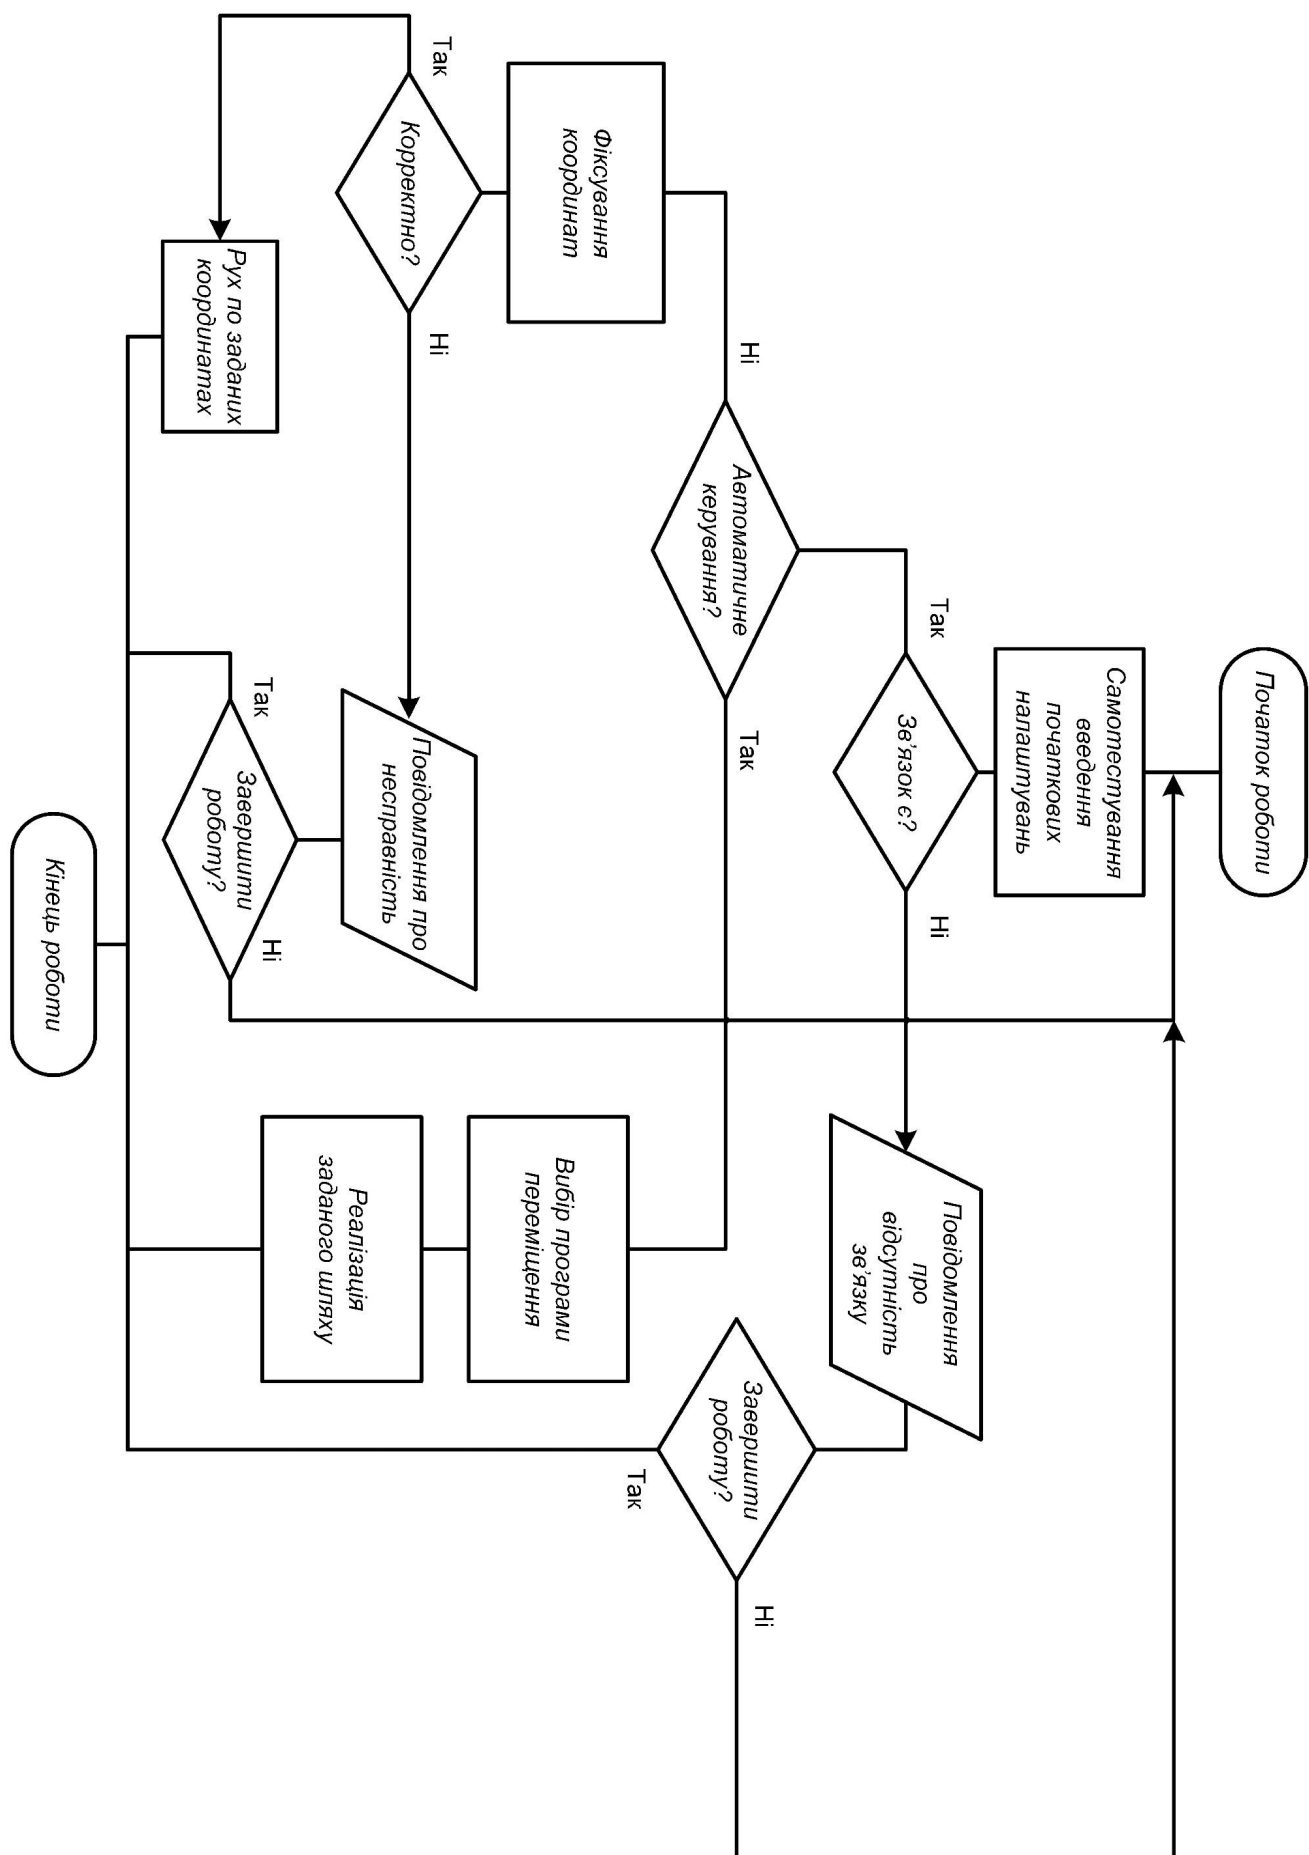 Початок роботи
Самотестування
введення
початкових
налаштувань
Зв'язок є?
Так
Ні
Автоматичне
керування?
Ні
Так
Повідомлення
про
відсутність
зв'язку
Фіксування
координат
Завершити
роботу?
Ні
Так
Вибір програми
переміщення
Корректно?
Так
Ні
Повідомлення про
несправність
Реалізація
заданого шляху
Рух по заданих
координатах
Завершити
роботу?
Так
Ні
Кінець роботи